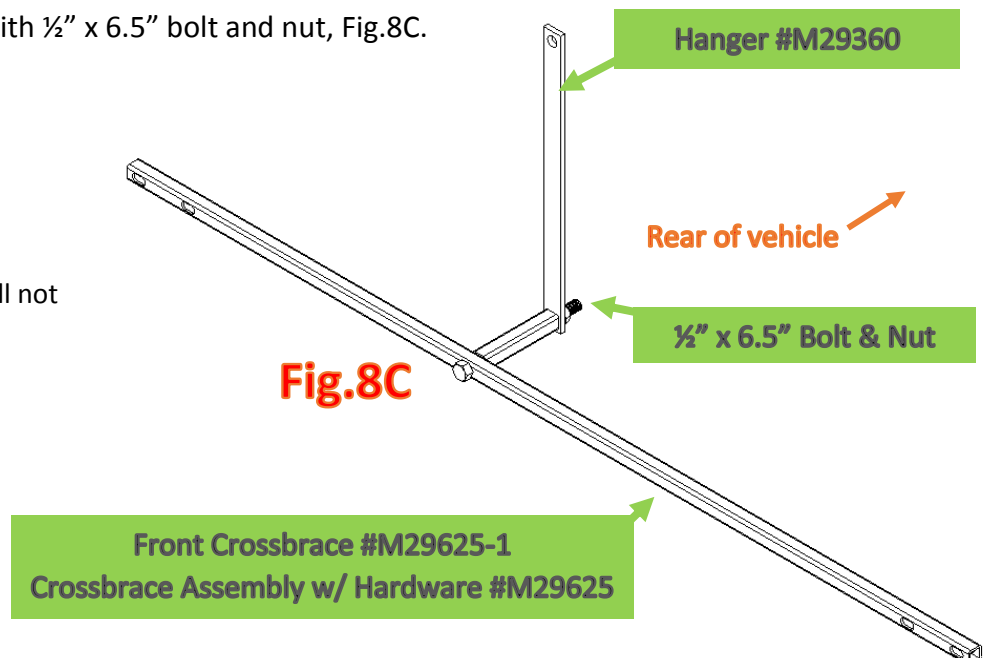 ith ½” x 6.5” bolt and nut, Fig.8C.
Hanger #M29360
Rear of vehicle
ll not
½” x 6.5” Bolt & Nut
Fig.8C
Front Crossbrace #M29625-1
Crossbrace Assembly w/ Hardware #M29625